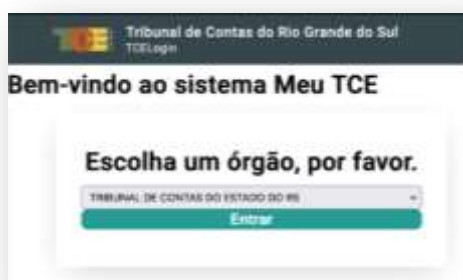 Tribunal de Contas do Rio Grande do Sul
TCELogin
Bem-vindo ao sistema Meu TCE
Escolha um órgão, por favor.
TRIBUNAL DE CONTAS DO ESTADO DO RS
Entrar